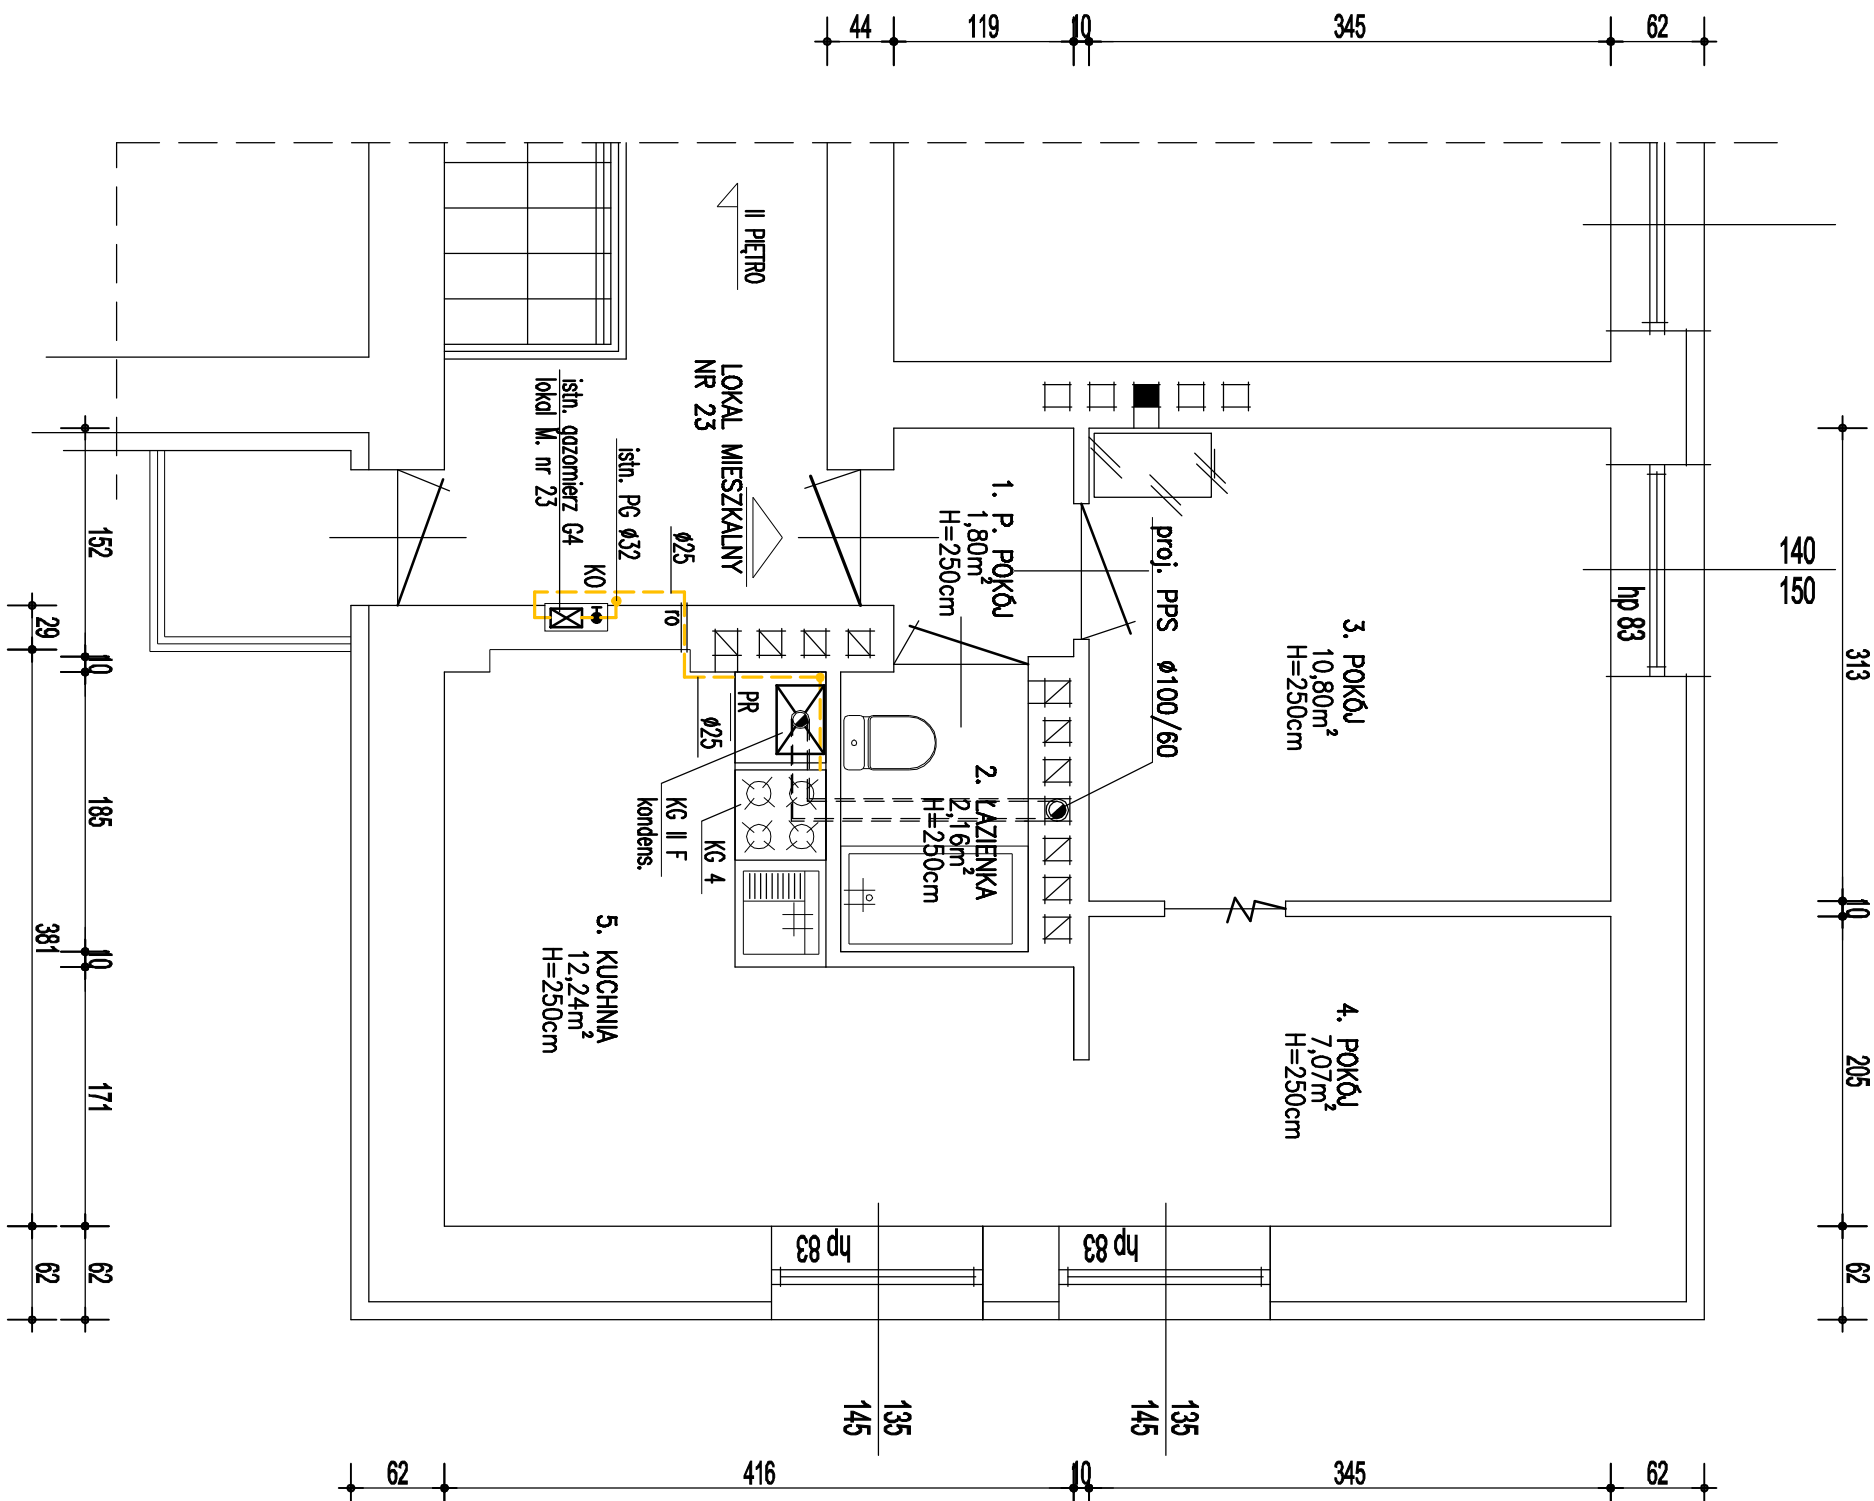 44
119
10
345
62
II PIĘTRO
LOKAL MIESZKALNY
NR 23
istn. gazomierz G4
lokal M. nr 23
istn. PG ø32
ø25
KO
ro
1. P. POKÓJ
1,80m²
H=250cm
proj. PPS ø100/60
3. POKÓJ
10,80m²
H=250cm
hp 83
140
150
PR
ø25
KG II F
kondens.
KG 4
2. ŁAZIENKA
2,16m²
H=250cm
5. KUCHNIA
12,24m²
H=250cm
4. POKÓJ
7,07m²
H=250cm
hp 83
hp 83
135
145
135
145
152
10
185
10
171
62
29
381
62
313
10
205
62
62
416
10
345
62